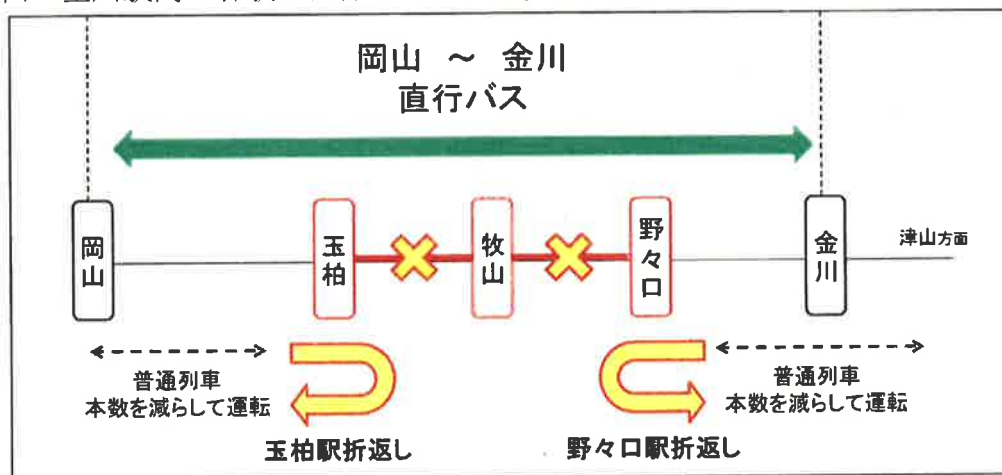 岡山 ～ 金川
直行バス
岡山
玉柏
牧山
野々口
金川
津山方面
普通列車
本数を減らして運転
普通列車
本数を減らして運転
玉柏駅折返し
野々口駅折返し